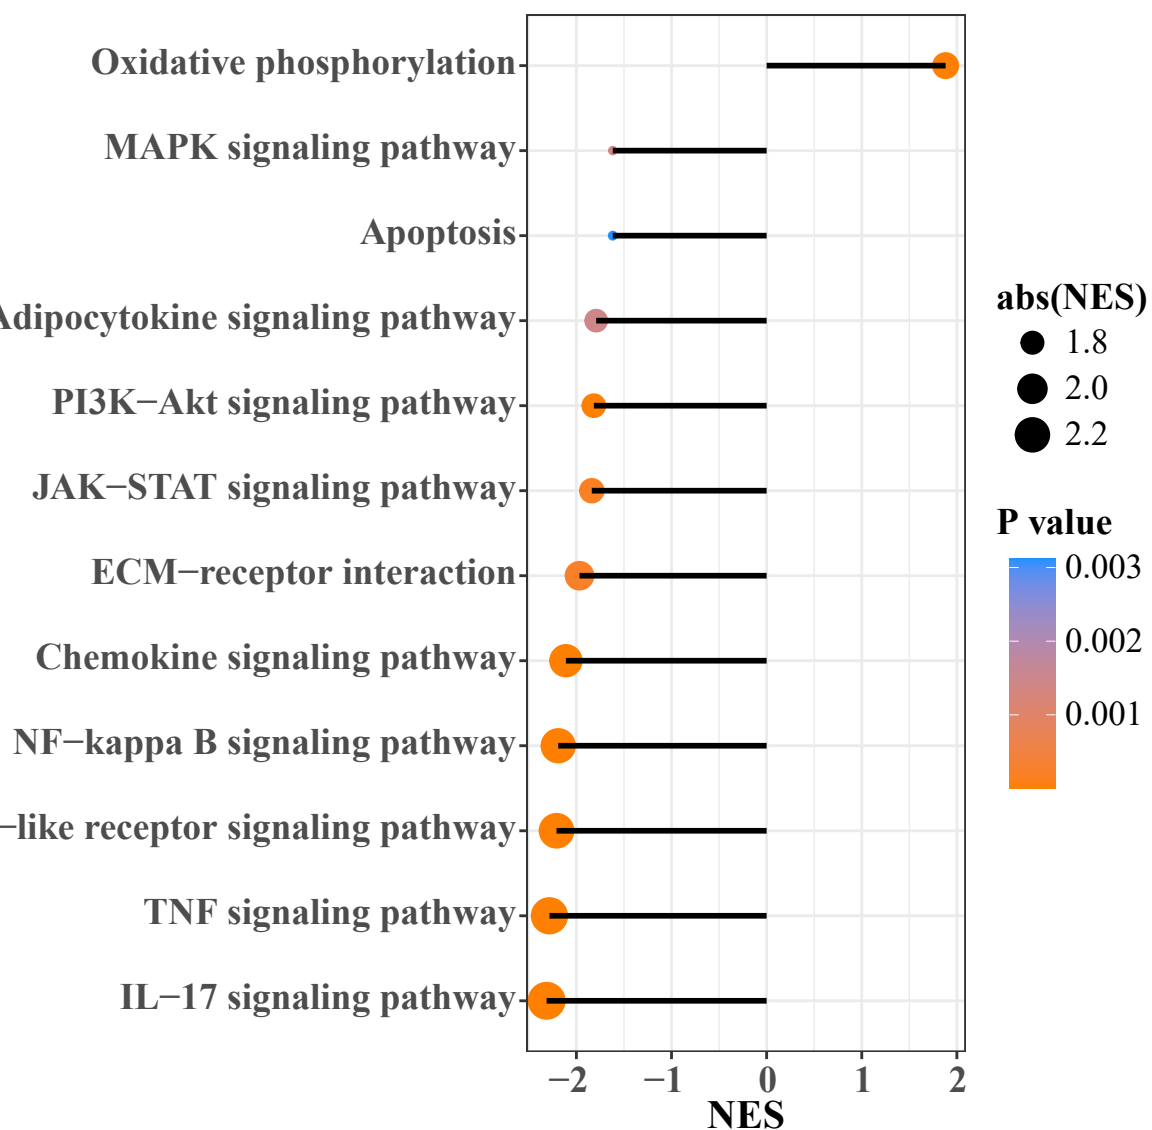 Oxidative phosphorylation
MAPK signaling pathway
Apoptosis
Adipocytokine signaling pathway
PI3K−Akt signaling pathway
JAK−STAT signaling pathway
ECM−receptor interaction
Chemokine signaling pathway
NF−kappa B signaling pathway
−like receptor signaling pathway
TNF signaling pathway
IL−17 signaling pathway
−2 −1 0 1 2
NES
abs(NES)
1.8
2.0
2.2
P value
0.003
0.002
0.001